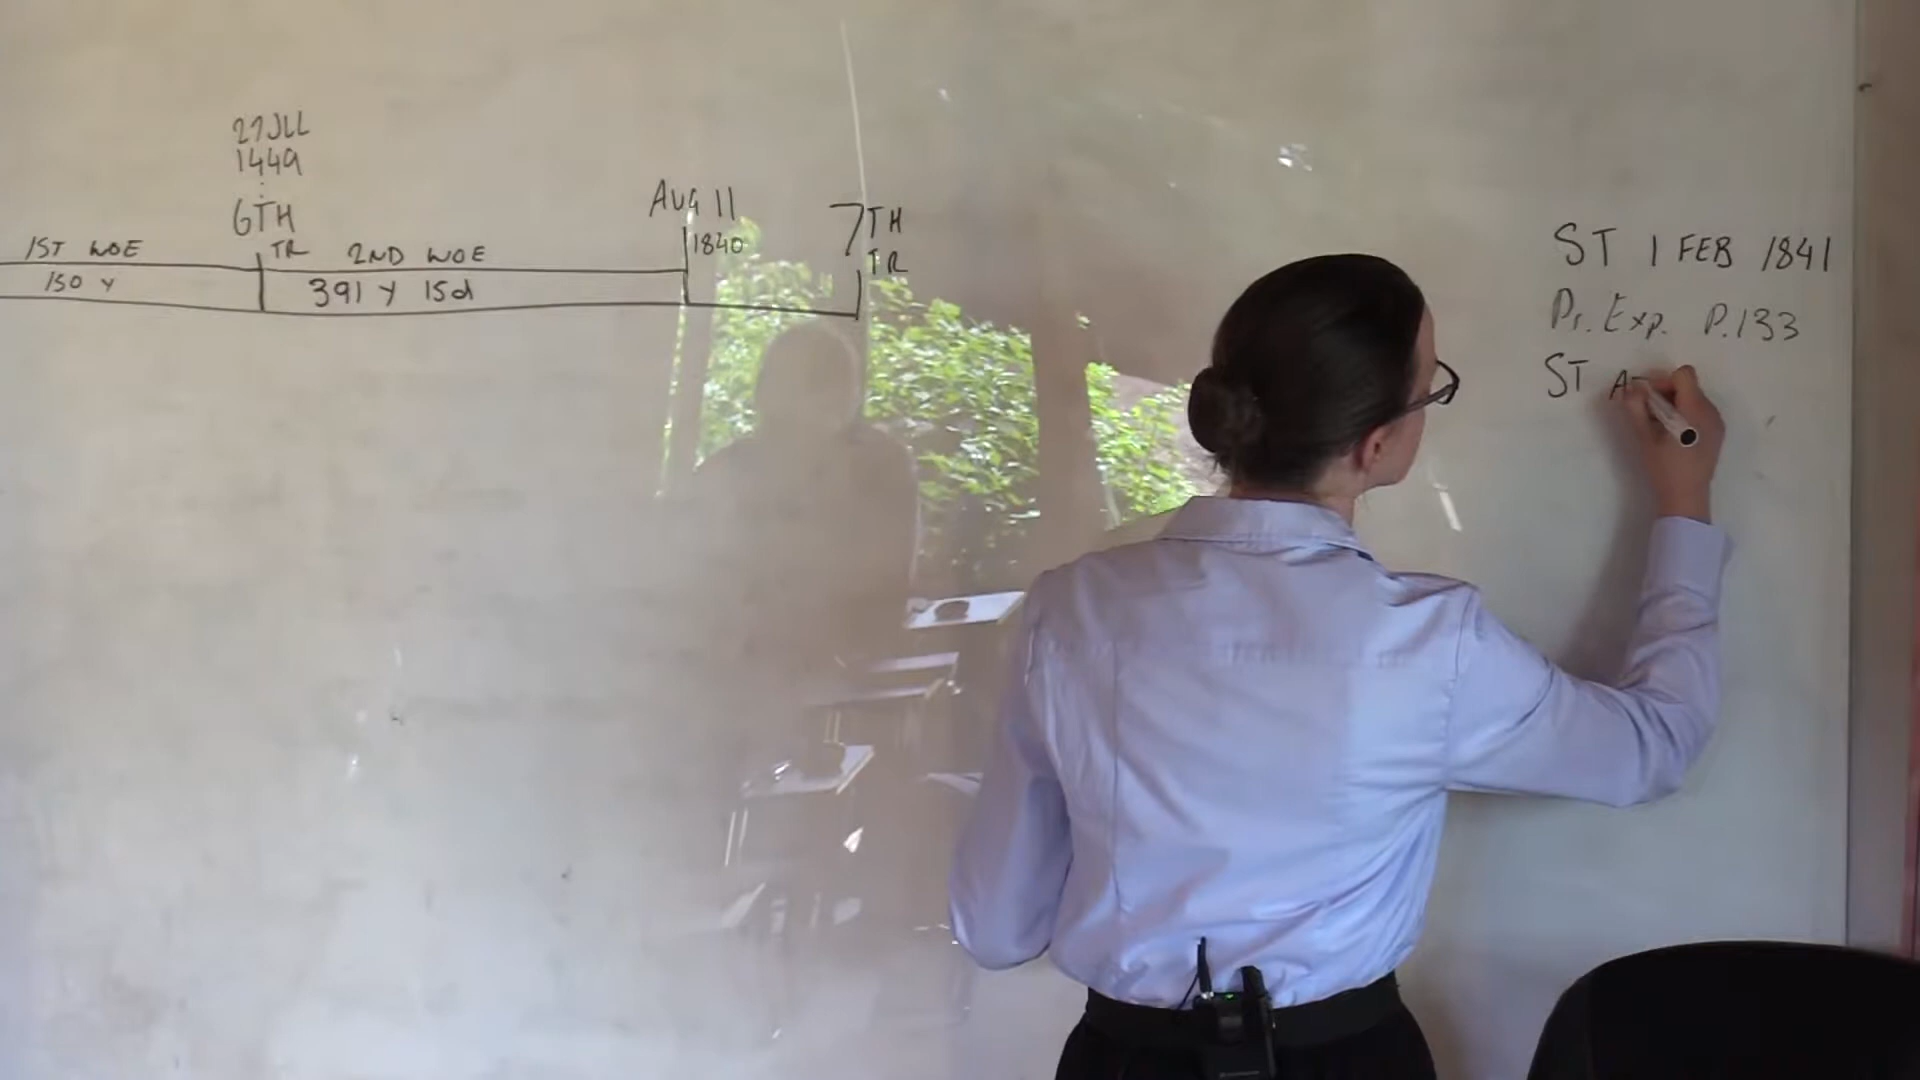 27 JUL
1449
6TH
1ST WOE
TR
2ND WOE
150 Y
391 Y 15d
AUG 11
1840
7TH
TR
ST 1 FEB 1841
Pr. Exp. P.133
ST